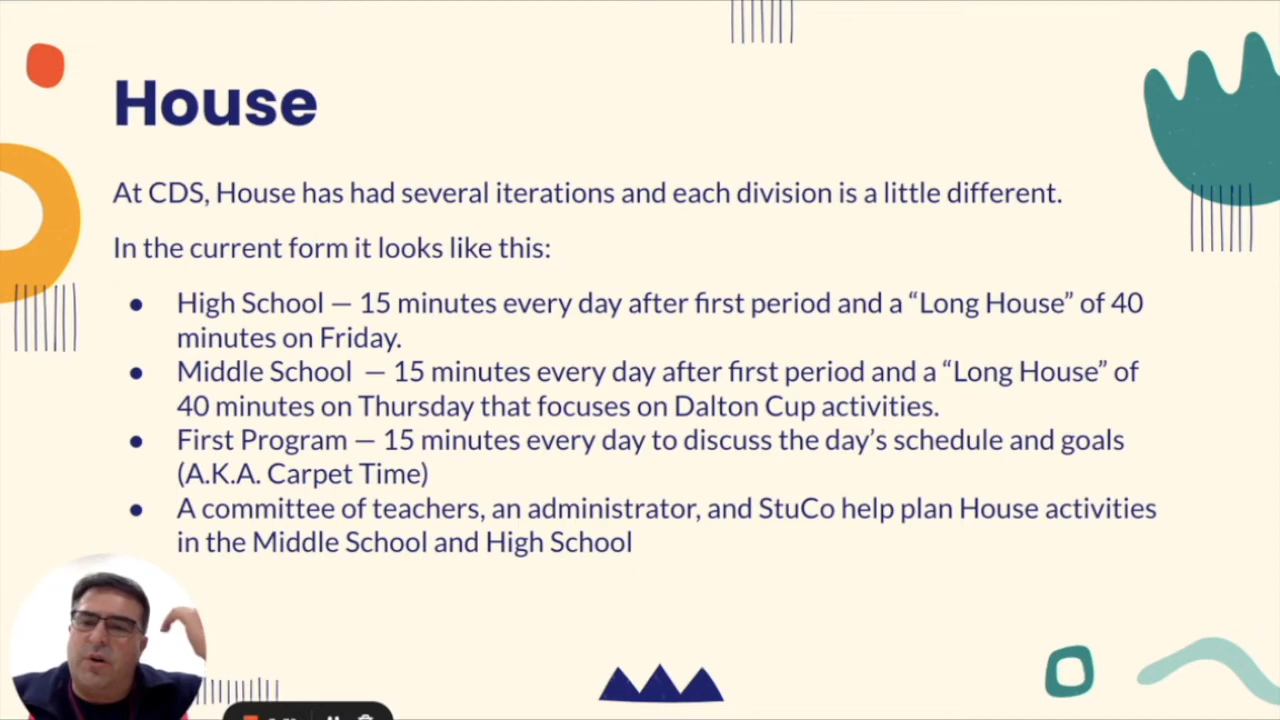 House
At CDS, House has had several iterations and each division is a little different.
In the current form it looks like this:
● High School — 15 minutes every day after first period and a “Long House” of 40
minutes on Friday.
● Middle School — 15 minutes every day after first period and a “Long House” of
40 minutes on Thursday that focuses on Dalton Cup activities.
● First Program — 15 minutes every day to discuss the day’s schedule and goals
(A.K.A. Carpet Time)
● A committee of teachers, an administrator, and StuCo help plan House activities
in the Middle School and High School